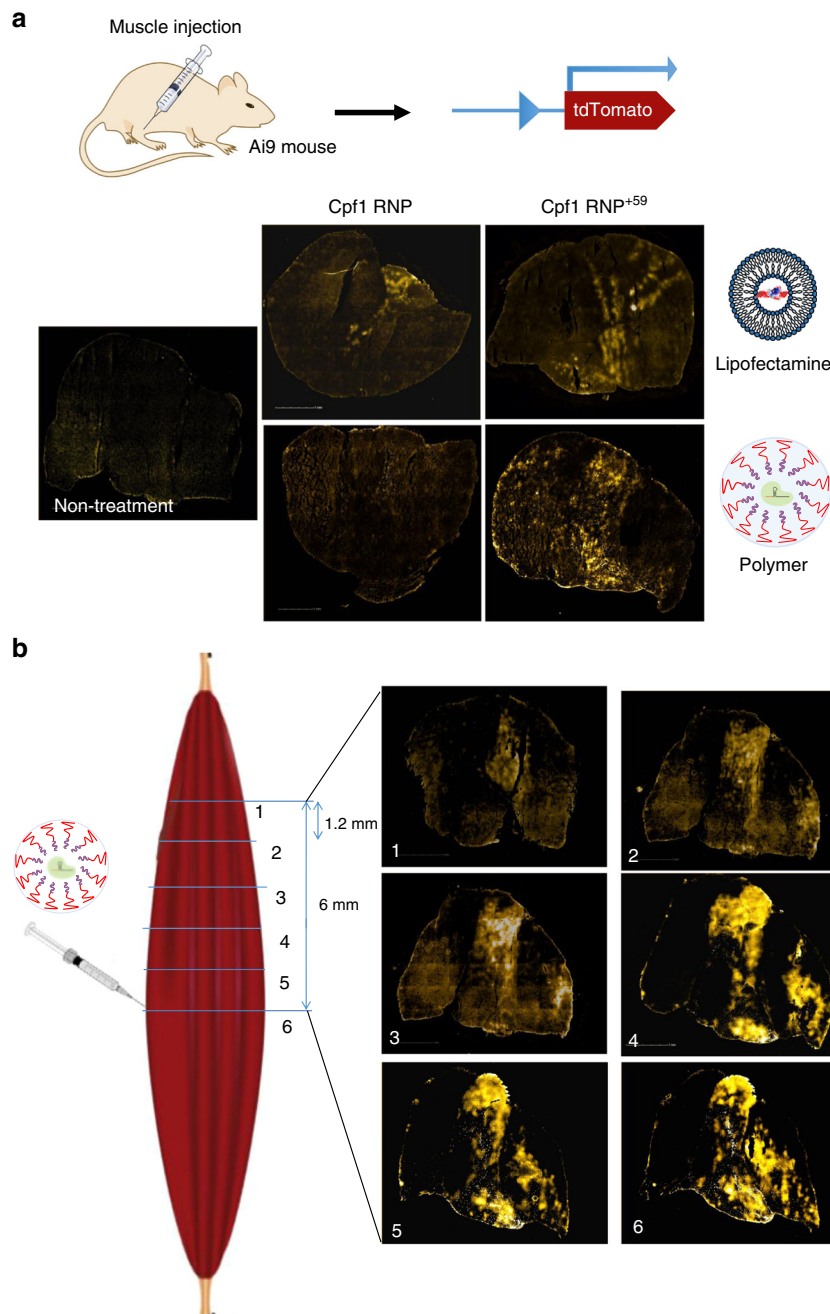 a
Muscle injection
Ai9 mouse
tdTomato
Cpf1 RNP
Cpf1 RNP+59
Lipofectamine
Non-treatment
Polymer
b
1
1.2 mm
2
3
6 mm
4
5
6
1
2
3
4
5
6